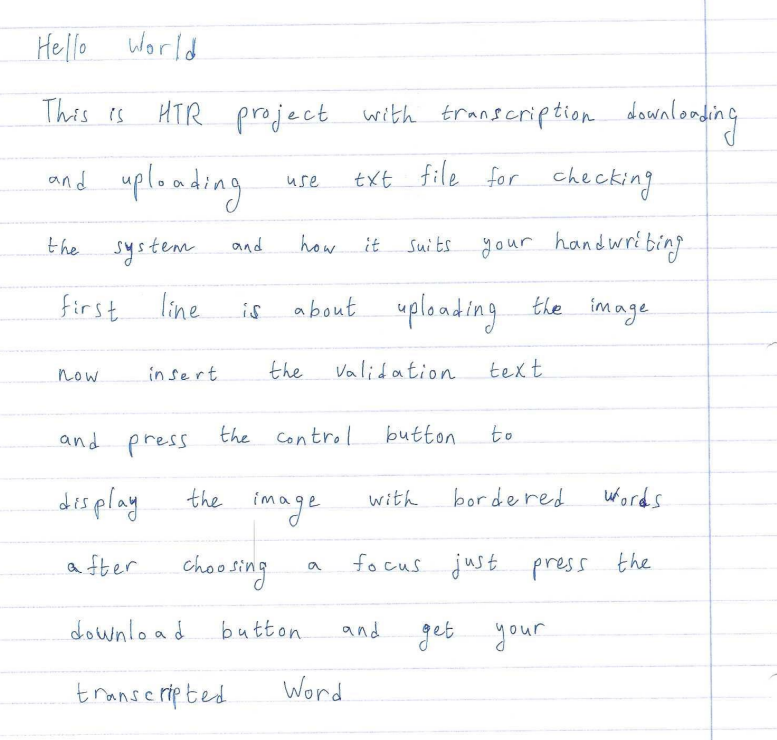 Hello World
This is HTR project with transcription downloading
and uploading use txt file for checking
the system and how it suits your handwriting
first line is about uploading the image
now insert the validation text
and press the control button to
display the image with bordered words
after choosing a focus just press the
download button and get your
transcripted Word